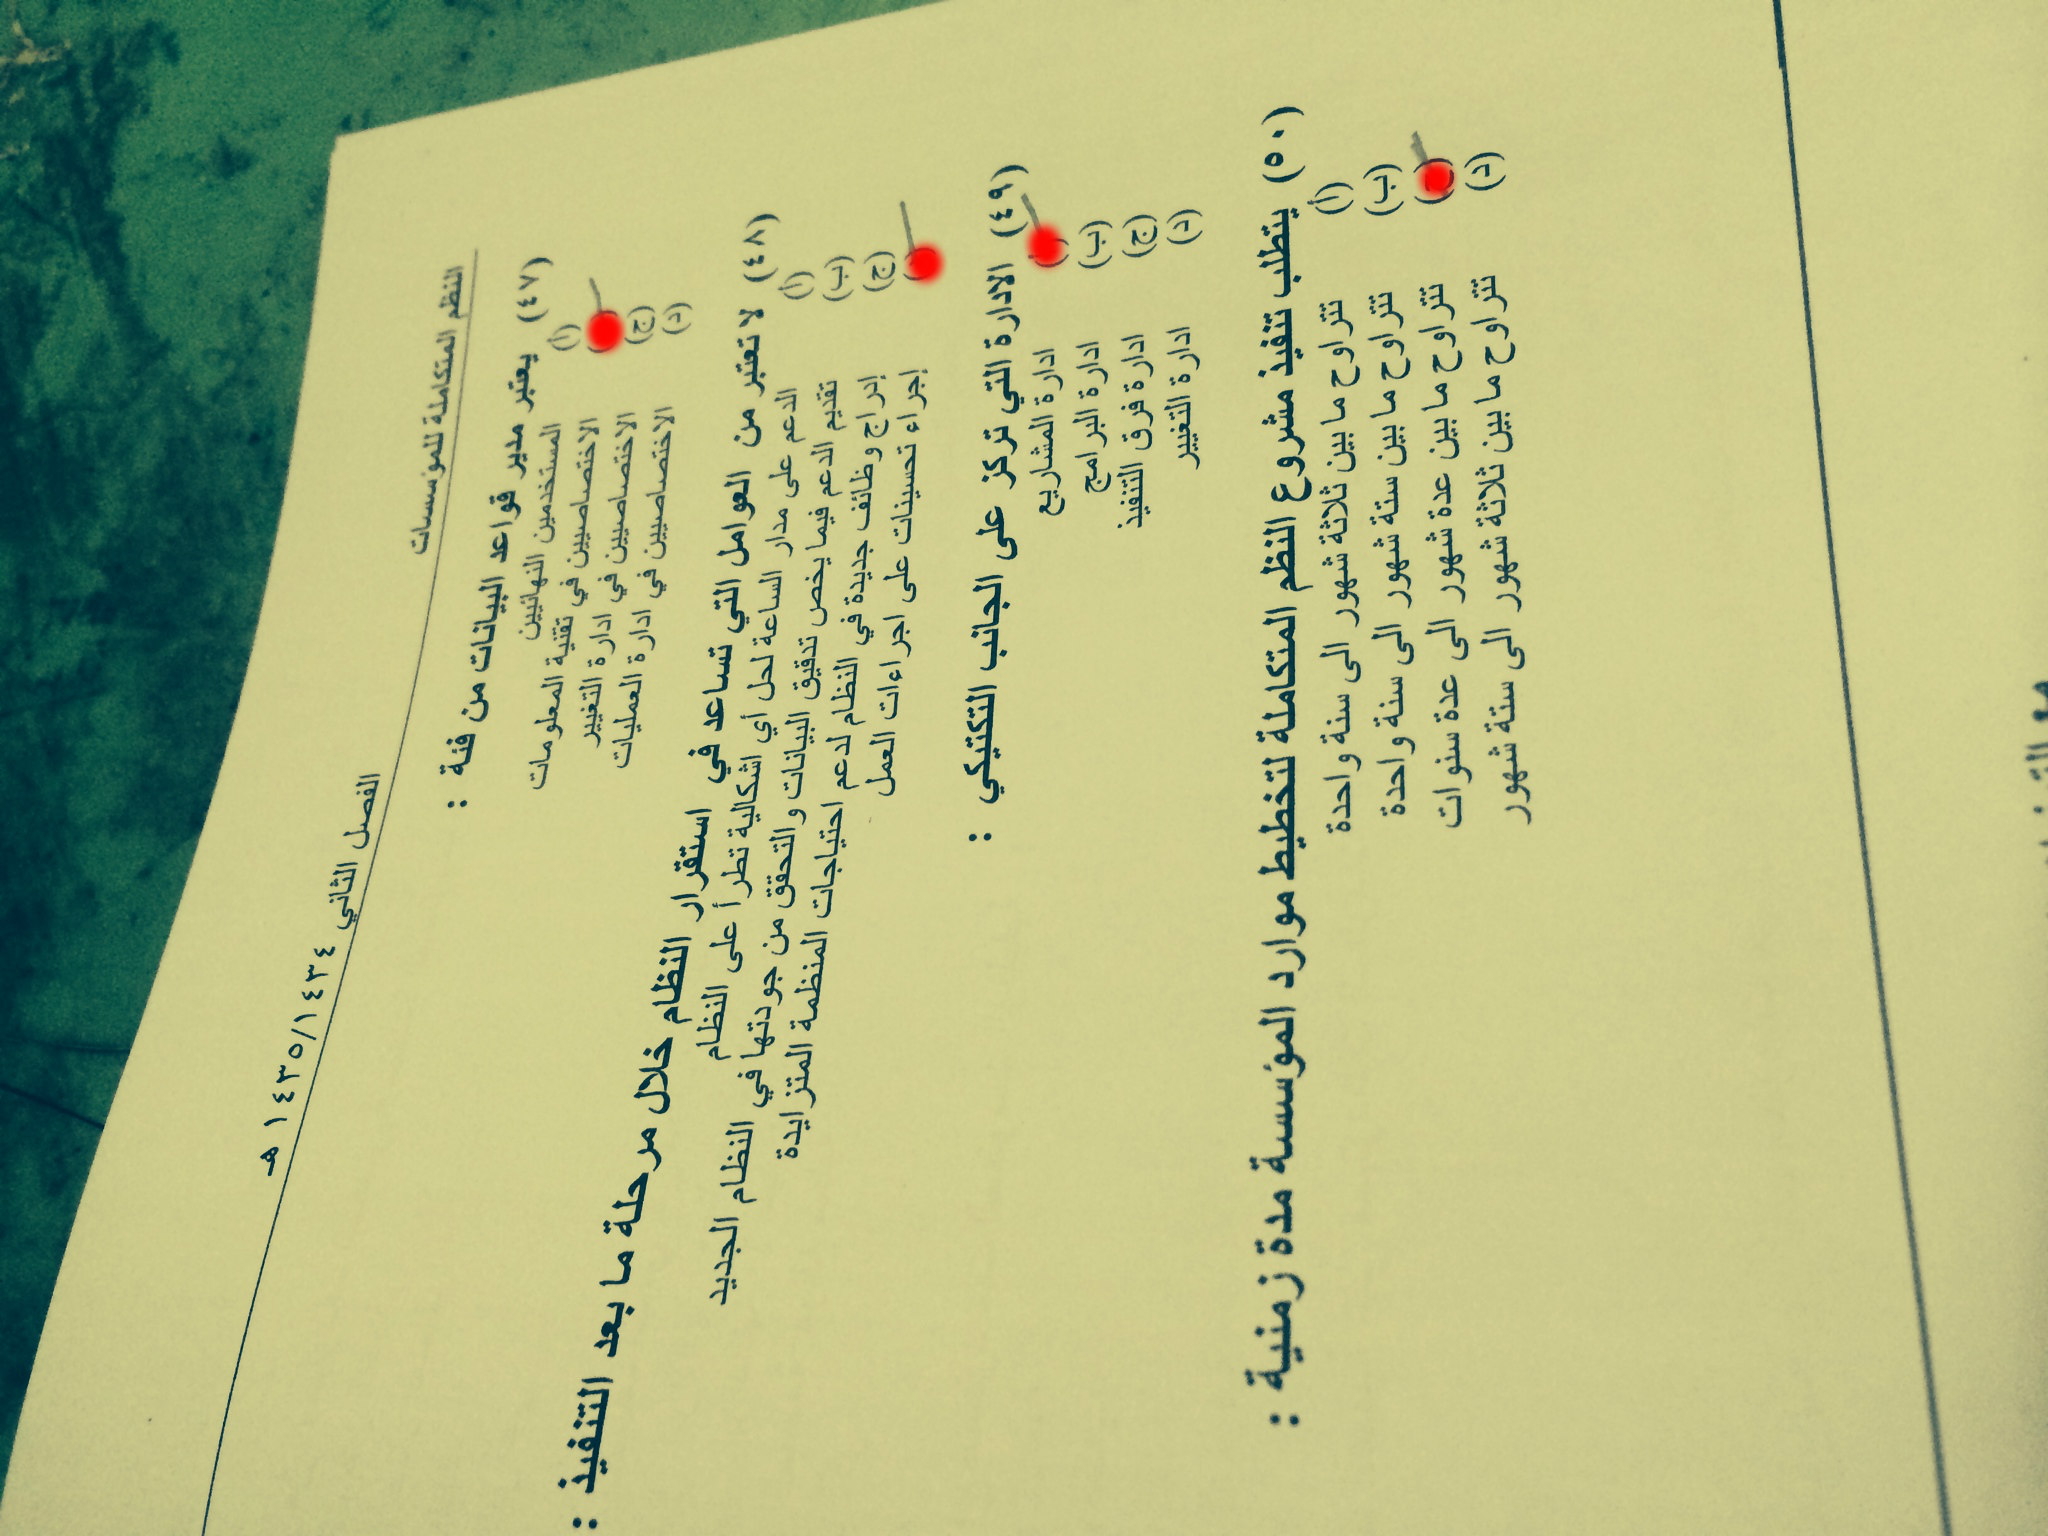 النظم المتكاملة للمؤسسات
الفصل الثاني ١٤٣٥/١٤٣٤ هـ
(٤٧) يعتبر مدير قواعد البيانات من فئة :
(أ) المستخدمين النهائيين
الاختصاصيين في تقنية المعلومات
(ج) الاختصاصيين في ادارة التغيير
(د) الاختصاصيين في ادارة العمليات
(٤٨) لا تعتبر من العوامل التي تساعد في استقرار النظام خلال مرحلة ما بعد التنفيذ :
(أ) الدعم على مدار الساعة لحل أي اشكالية تطرأ على النظام
(ب) تقديم الدعم فيما يخص تدقيق البيانات والتحقق من جودتها في النظام الجديد
(ج) إدراج وظائف جديدة في النظام لدعم احتياجات المنظمة المتزايدة
إجراء تحسينات على اجراءات العمل
(٤٩) الادارة التي تركز على الجانب التكتيكي :
ادارة المشاريع
(ب) ادارة البرامج
(ج) ادارة فرق التنفيذ
(د) ادارة التغيير
(٥٠) يتطلب تنفيذ مشروع النظم المتكاملة لتخطيط موارد المؤسسة مدة زمنية :
(أ) تتراوح ما بين ثلاثة شهور الى سنة واحدة
(ب) تتراوح ما بين ستة شهور الى سنة واحدة
تتراوح ما بين عدة شهور الى عدة سنوات
(د) تتراوح ما بين ثلاثة شهور الى ستة شهور